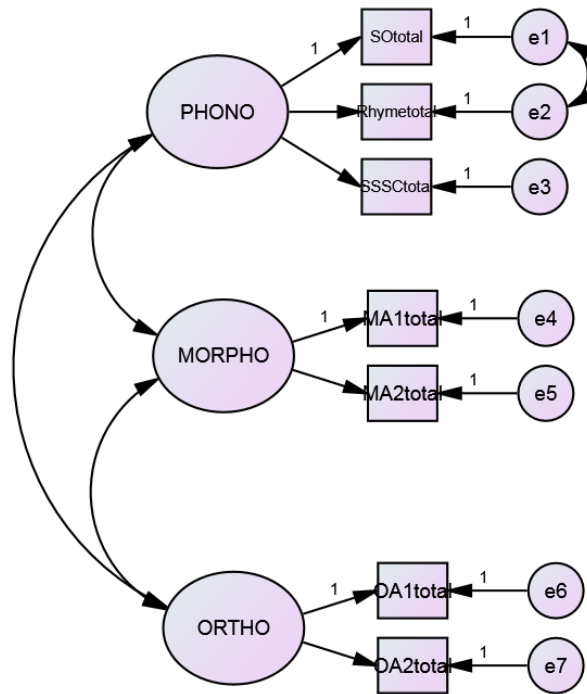 1
SOtotal
1
e1
PHONO
Rhymetotal
1
e2
SSSCtotal
1
e3
MORPHO
1
MA1total
1
e4
MA2total
1
e5
ORTHO
1
OA1total
1
e6
OA2total
1
e7